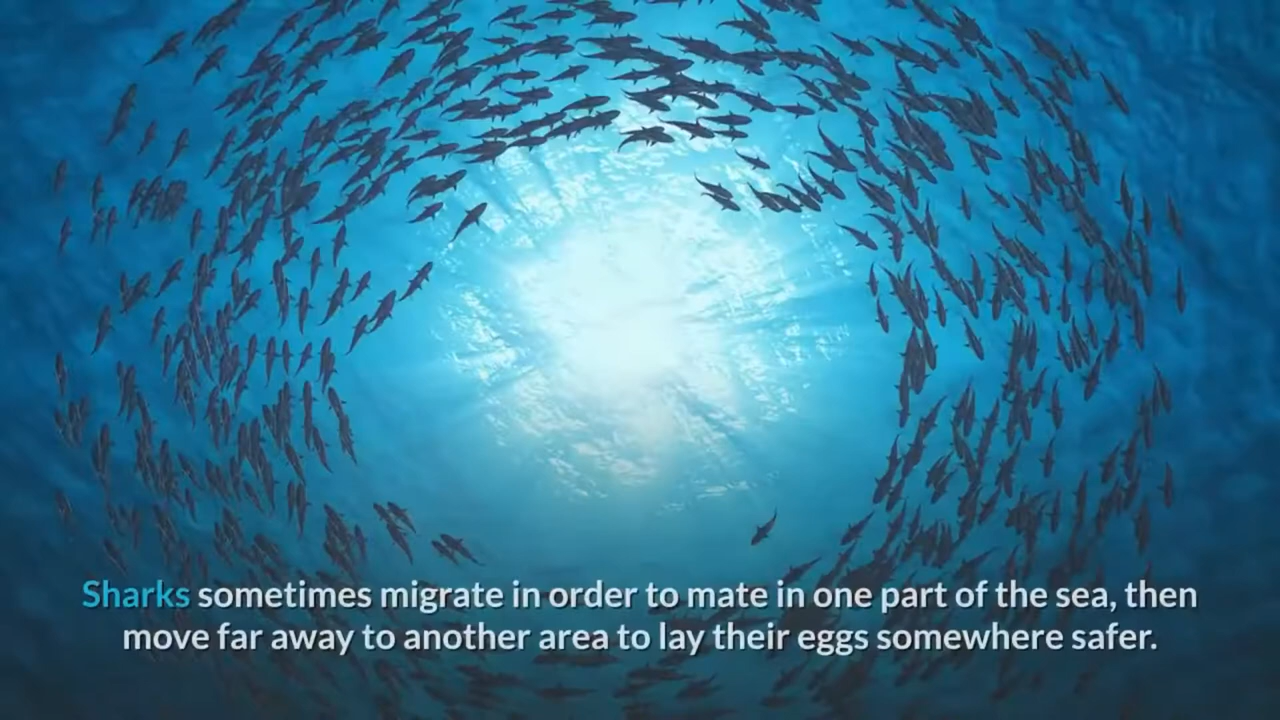 Sharks sometimes migrate in order to mate in one part of the sea, then
move far away to another area to lay their eggs somewhere safer.